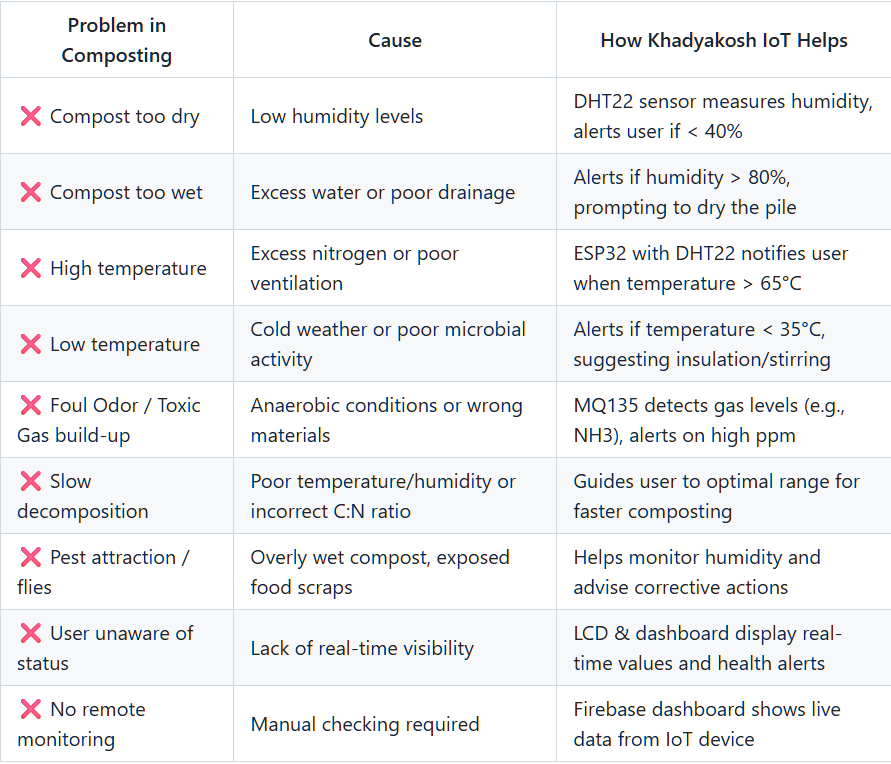 Problem in
Composting
Cause
How Khadyakosh IoT Helps
❌ Compost too dry
Low humidity levels
DHT22 sensor measures humidity,
alerts user if < 40%
❌ Compost too wet
Excess water or poor drainage
Alerts if humidity > 80%,
prompting to dry the pile
❌ High temperature
Excess nitrogen or poor
ventilation
ESP32 with DHT22 notifies user
when temperature > 65°C
❌ Low temperature
Cold weather or poor microbial
activity
Alerts if temperature < 35°C,
suggesting insulation/stirring
❌ Foul Odor / Toxic
Gas build-up
Anaerobic conditions or wrong
materials
MQ135 detects gas levels (e.g.,
NH3), alerts on high ppm
❌ Slow
decomposition
Poor temperature/humidity or
incorrect C:N ratio
Guides user to optimal range for
faster composting
❌ Pest attraction /
flies
Overly wet compost, exposed
food scraps
Helps monitor humidity and
advise corrective actions
❌ User unaware of
status
Lack of real-time visibility
LCD & dashboard display real-
time values and health alerts
❌ No remote
monitoring
Manual checking required
Firebase dashboard shows live
data from IoT device